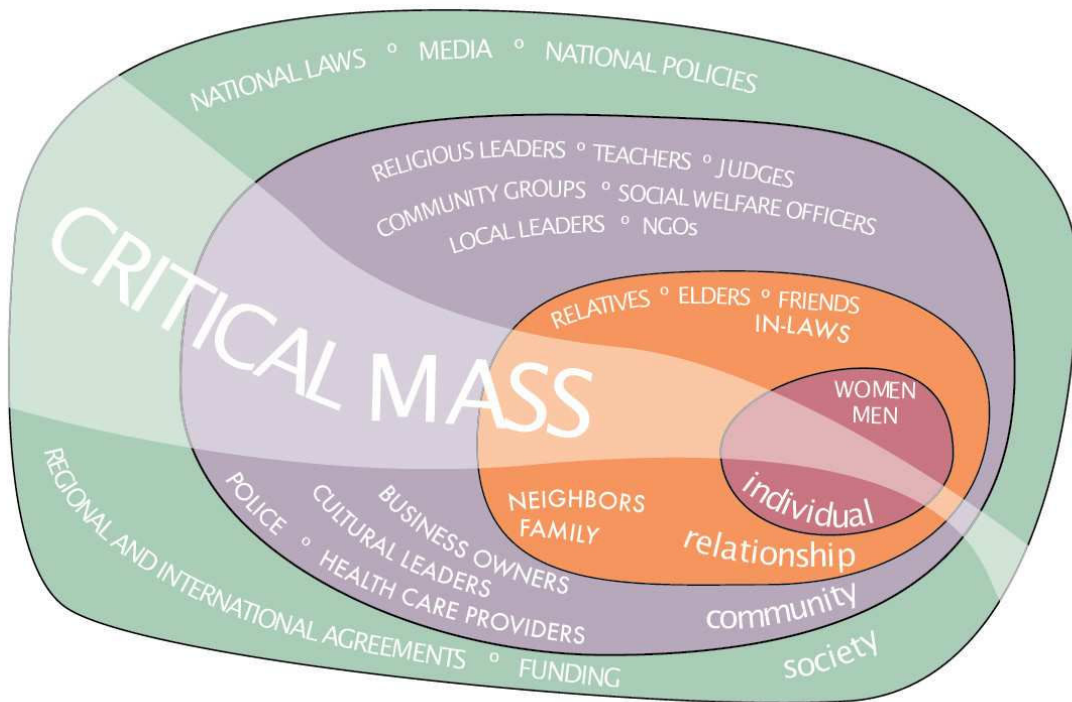 NATIONAL LAWS ° MEDIA ° NATIONAL POLICIES
RELIGIOUS LEADERS ° TEACHERS ° JUDGES
COMMUNITY GROUPS ° SOCIAL WELFARE OFFICERS
LOCAL LEADERS ° NGOs
RELATIVES ° ELDERS ° FRIENDS
IN-LAWS
WOMEN
MEN
CRITICAL MASS
individual
NEIGHBORS
FAMILY
relationship
BUSINESS OWNERS
CULTURAL LEADERS
POLICE ° HEALTH CARE PROVIDERS
community
REGIONAL AND INTERNATIONAL AGREEMENTS ° FUNDING
society